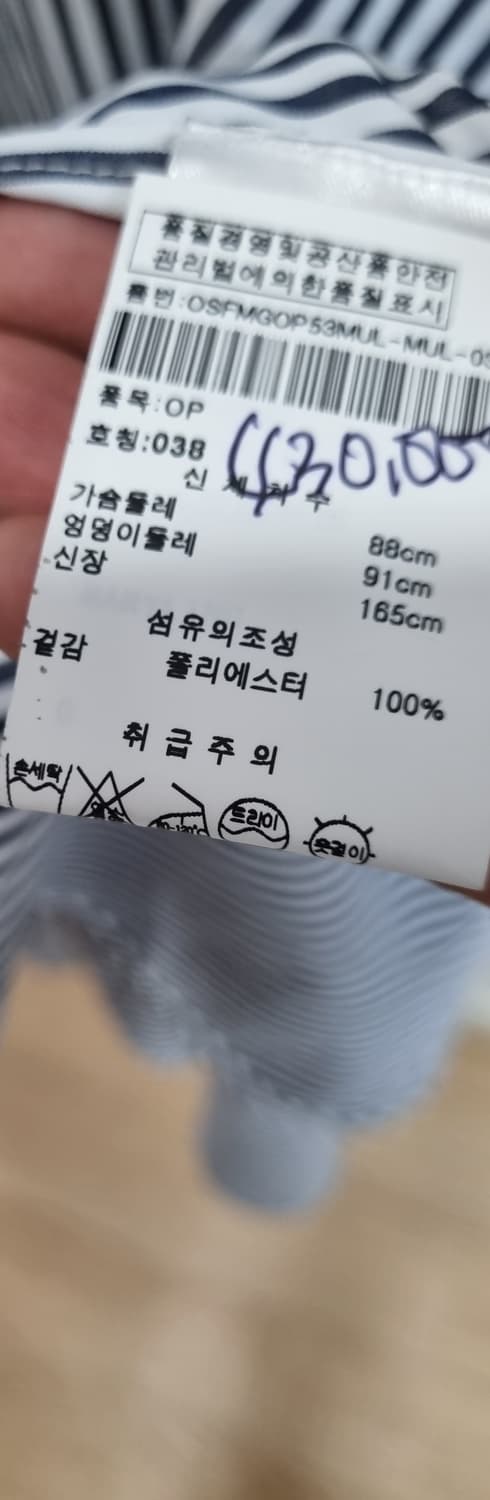 품질경영및공산품안전
관리법에의한품질표시
품번:OSFMGOP53MUL-MUL-0
품목:OP
호칭:038
신체치수
가슴둘레 88cm
엉덩이둘레 91cm
신장 165cm
섬유의조성
겉감 폴리에스터 100%
취급주의
손세탁
드라이
옷걸이